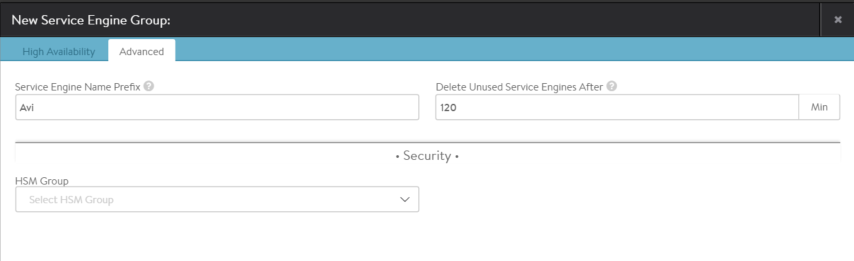 New Service Engine Group:
High Availability
Advanced
Service Engine Name Prefix
Delete Unused Service Engines After
Avi
120
Min
• Security •
HSM Group
Select HSM Group